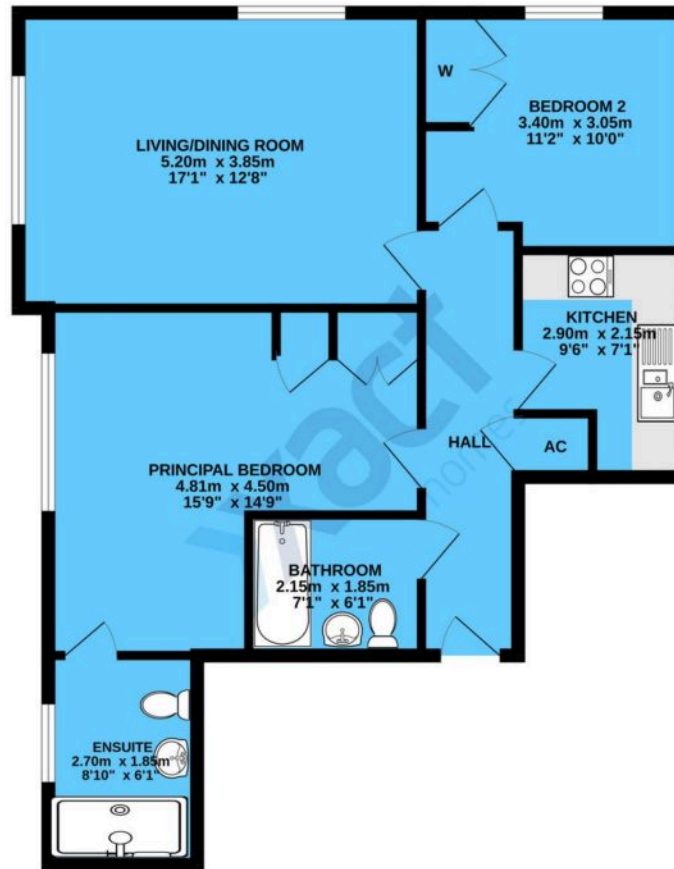 W
BEDROOM 2
3.40m x 3.05m
11'2" x 10'0"
LIVING/DINING ROOM
5.20m x 3.85m
17'1" x 12'8"
KITCHEN
2.90m x 2.15m
9'6" x 7'1"
HALL
AC
PRINCIPAL BEDROOM
4.81m x 4.50m
15'9" x 14'9"
BATHROOM
2.15m x 1.85m
7'1" x 6'1"
ENSUITE
2.70m x 1.85m
8'10" x 6'1"
xact
homes